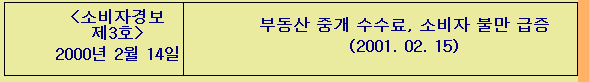 <소비자경보
제3호>
2000년 2월 14일
부동산 중개 수수료, 소비자 불만 급증
(2001. 02. 15)